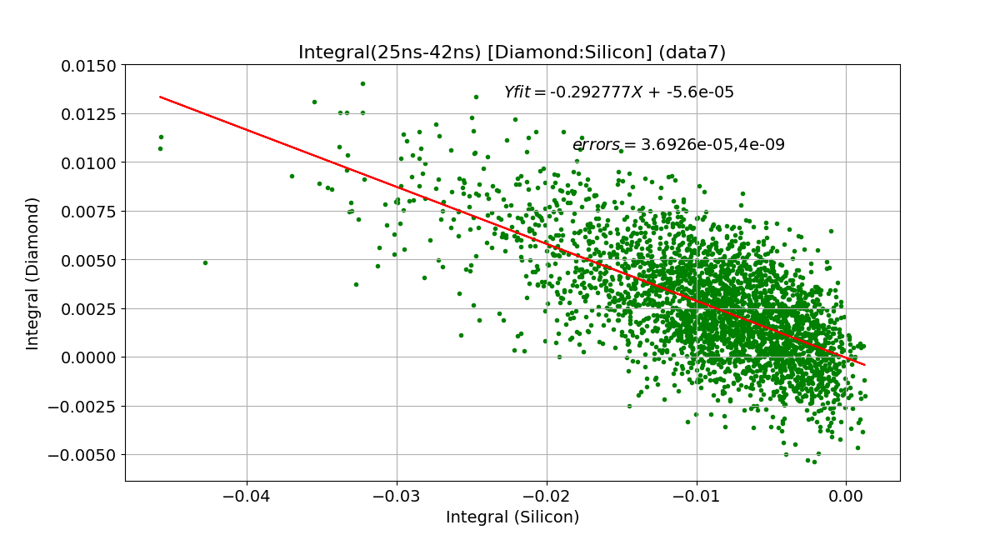 Integral(25ns-42ns) [Diamond:Silicon] (data7)
Yfit = -0.292777X + -5.6e-05
errors = 3.6926e-05,4e-09
Integral (Diamond)
0.0150
0.0125
0.0100
0.0075
0.0050
0.0025
0.0000
−0.0025
−0.0050
−0.04 −0.03 −0.02 −0.01 0.00
Integral (Silicon)